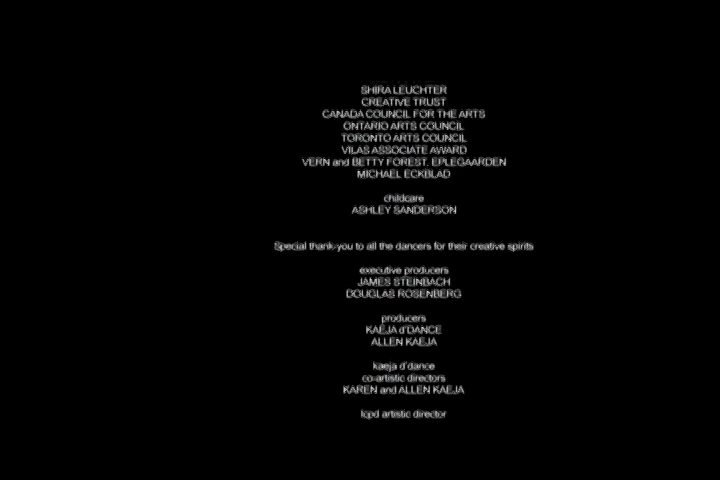 SHIRA LEUCHTER
CREATIVE TRUST
CANADA COUNCIL FOR THE ARTS
ONTARIO ARTS COUNCIL
TORONTO ARTS COUNCIL
VILAS ASSOCIATE AWARD
VERN and BETTY FOREST, EPLEGAARDEN
MICHAEL ECKBLAD
childcare
ASHLEY SANDERSON
Special thank-you to all the dancers for their creative spirits
executive producers
JAMES STEINBACH
DOUGLAS ROSENBERG
producers
KAEJA d'DANCE
ALLEN KAEJA
kaeja d'dance
co-artistic directors
KAREN and ALLEN KAEJA
lcpd artistic director